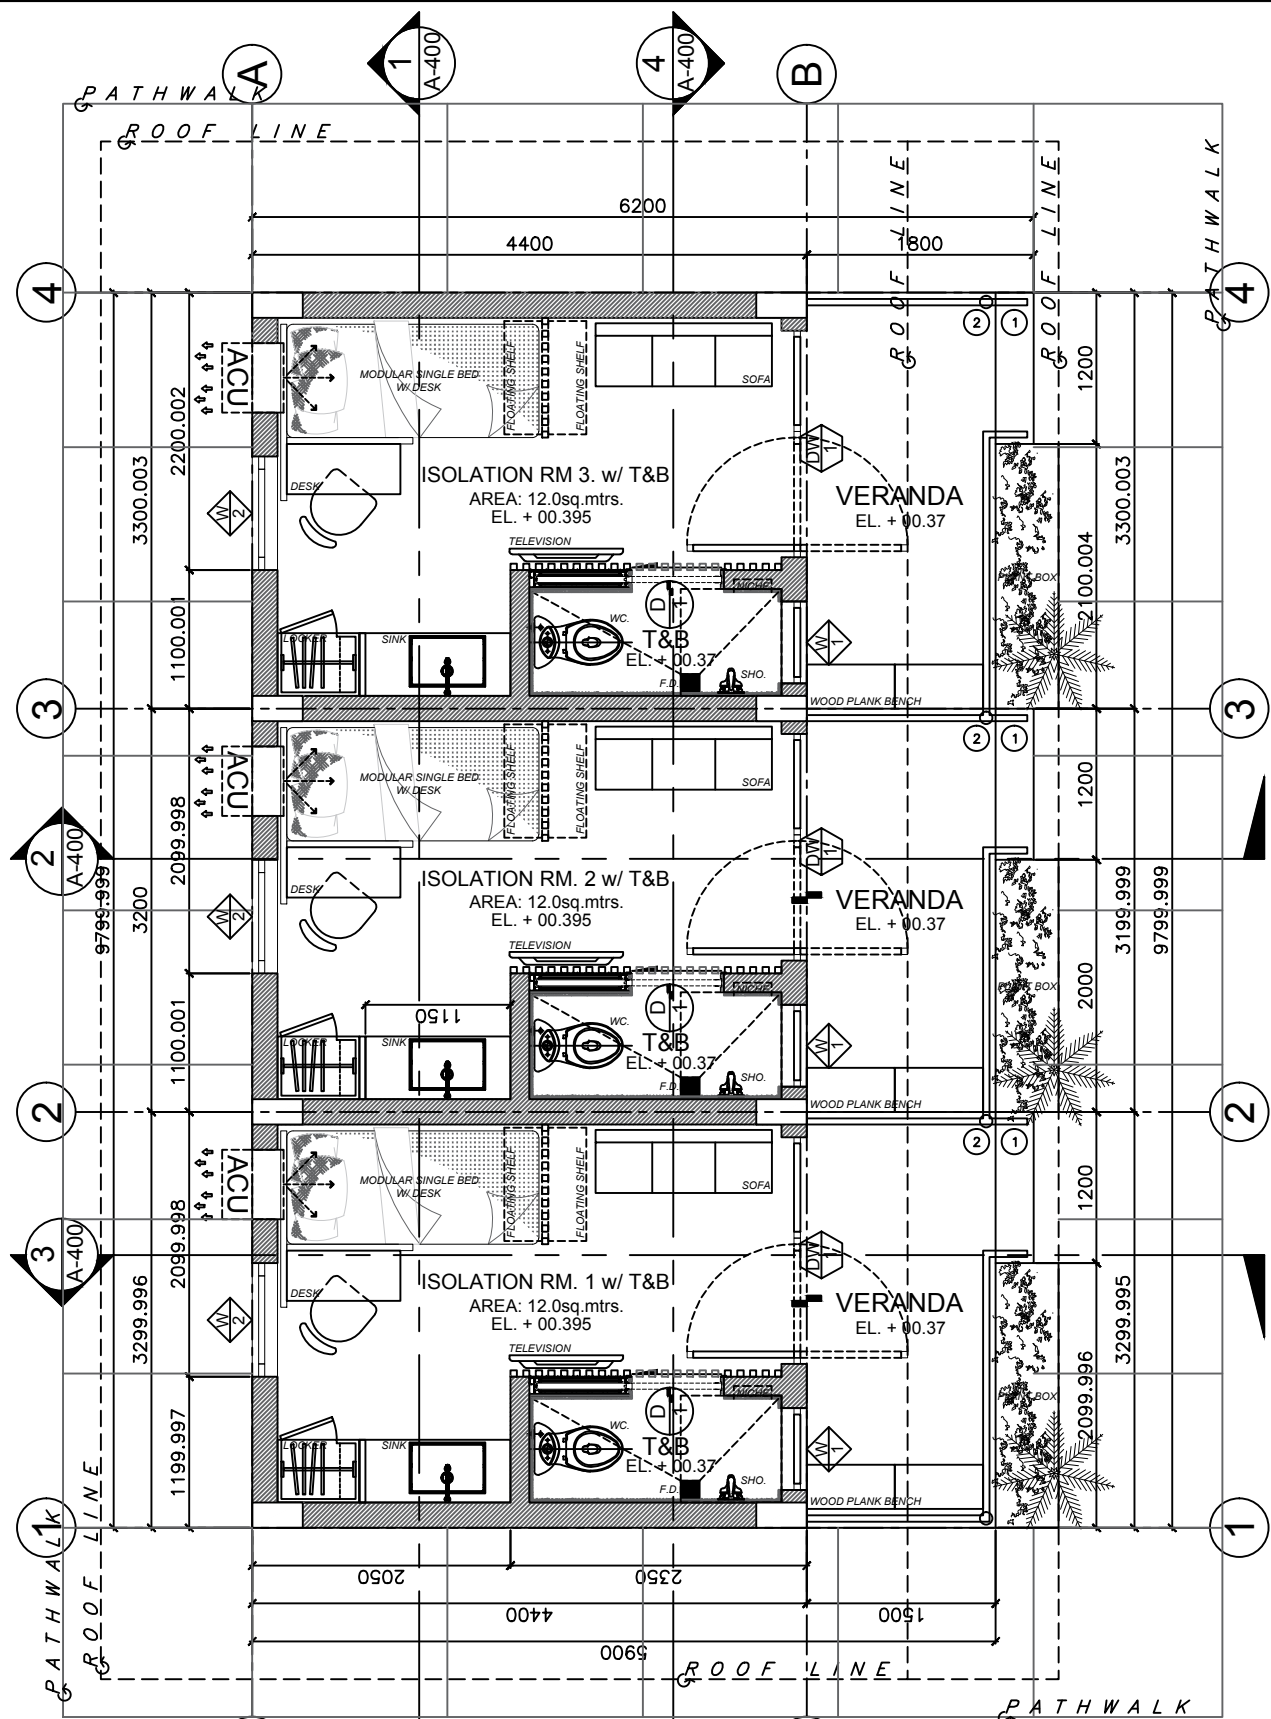 A
1
A-400
4
A-400
B
PATHWALK
ROOF LINE
ROOF LINE
ROOF LINE
PATHWALK
6200
4400
1800
4
4
2
1
ACU
MODULAR SINGLE BED
W/ DESK
FLOATING SHELF
FLOATING SHELF
SOFA
1200
2200.002
3300.003
DESK
W
2
ISOLATION RM 3. w/ T&B
AREA: 12.0sq.mtrs.
EL. + 00.395
DW
1
VERANDA
EL. + 00.37
3300.003
2100.004
TELEVISION
NICHE
D
1
1100.001
LOCKER
SINK
WC.
T&B
EL. + 00.37
F.D.
SHO.
W
1
WOOD PLANK BENCH
3
3
2
1
ACU
MODULAR SINGLE BED
W/ DESK
FLOATING SHELF
FLOATING SHELF
SOFA
1200
2
A-400
9799.999
3200
2099.998
DESK
W
2
ISOLATION RM. 2 w/ T&B
AREA: 12.0sq.mtrs.
EL. + 00.395
DW
1
VERANDA
EL. + 00.37
3199.999
9799.999
2000
TELEVISION
NICHE
D
1
1100.001
1150
LOCKER
SINK
WC.
T&B
EL. + 00.37
F.D.
SHO.
W
1
WOOD PLANK BENCH
2
2
2
1
ACU
MODULAR SINGLE BED
W/ DESK
FLOATING SHELF
FLOATING SHELF
SOFA
1200
3
A-400
3299.996
2099.998
DESK
W
2
ISOLATION RM. 1 w/ T&B
AREA: 12.0sq.mtrs.
EL. + 00.395
DW
1
VERANDA
EL. + 00.37
3299.995
2099.996
TELEVISION
NICHE
D
1
1199.997
LOCKER
SINK
WC.
T&B
EL. + 00.37
F.D.
SHO.
W
1
WOOD PLANK BENCH
1
1
PATHWALK
ROOF LINE
2050
2350
4400
1500
5900
ROOF LINE
PATHWALK